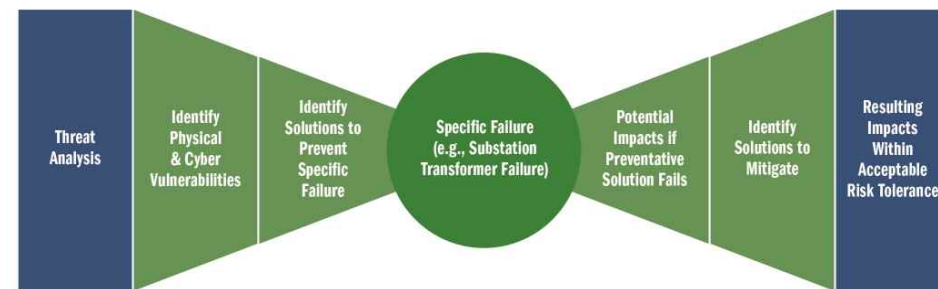 Threat
Analysis
Identify
Physical
& Cyber
Vulnerabilities
Identify
Solutions to
Prevent
Specific
Failure
Specific Failure
(e.g., Substation
Transformer Failure)
Potential
Impacts if
Preventative
Solution Fails
Identify
Solutions to
Mitigate
Resulting
Impacts
Within
Acceptable
Risk Tolerance